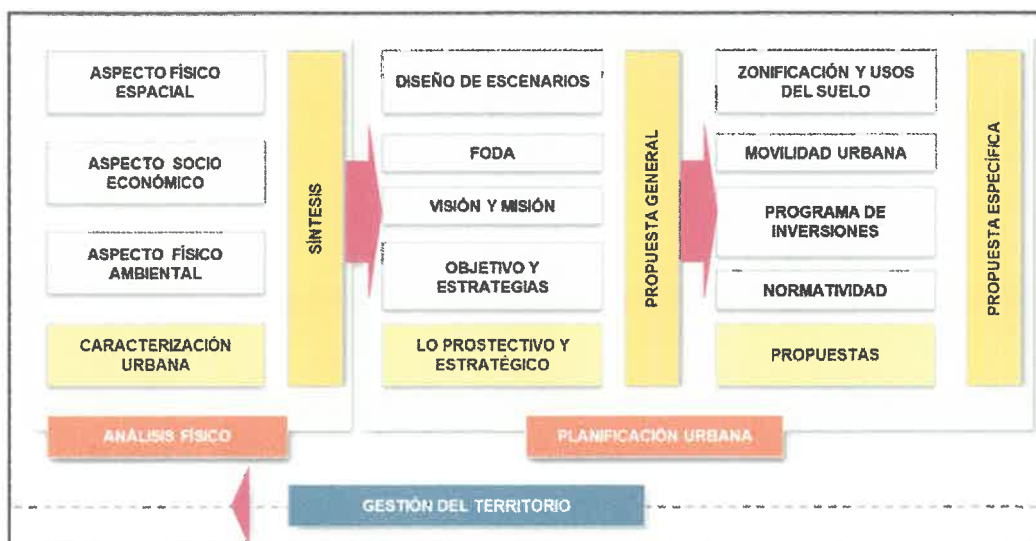 ASPECTO FÍSICO
ESPACIAL
ASPECTO SOCIO
ECONÓMICO
ASPECTO FÍSICO
AMBIENTAL
CARACTERIZACIÓN
URBANA
SÍNTESIS
DISEÑO DE ESCENARIOS
FODA
VISIÓN Y MISIÓN
OBJETIVO Y
ESTRATEGIAS
LO PROSTECTIVO Y
ESTRATÉGICO
PROPUESTA GENERAL
ZONIFICACIÓN Y USOS
DEL SUELO
MOVILIDAD URBANA
PROGRAMA DE
INVERSIONES
NORMATIVIDAD
PROPUESTAS
PROPUESTA ESPECÍFICA
ANÁLISIS FÍSICO
PLANIFICACIÓN URBANA
GESTIÓN DEL TERRITORIO